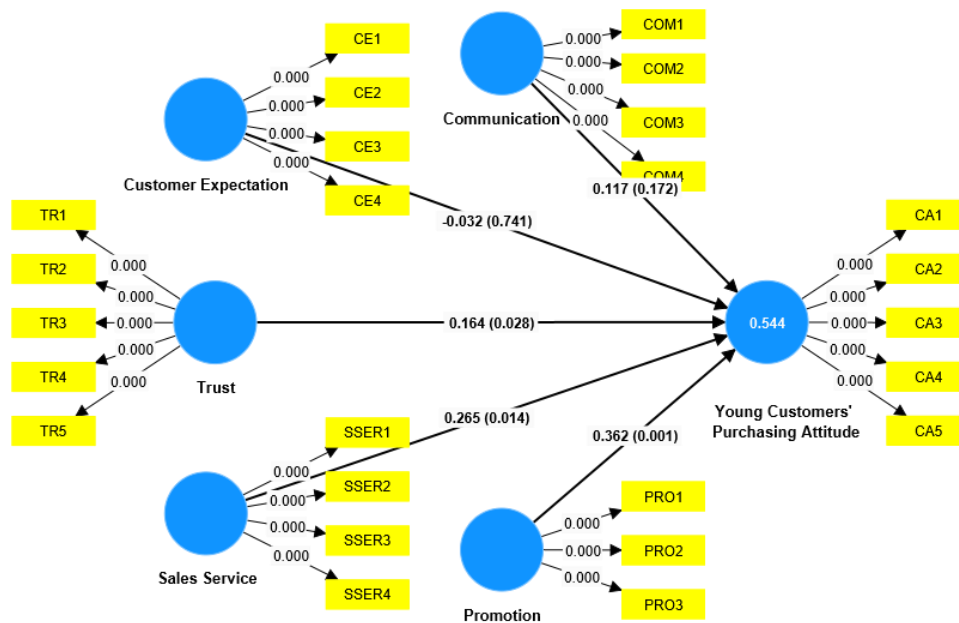 CE1
0.000
CE2
0.000
CE3
0.000
CE4
0.000
Customer Expectation
COM1
0.000
COM2
0.000
COM3
0.000
COM4
0.000
Communication
0.117 (0.172)
-0.032 (0.741)
TR1
0.000
TR2
0.000
TR3
0.000
TR4
0.000
TR5
0.000
Trust
0.164 (0.028)
0.544
Young Customers'
Purchasing Attitude
CA1
0.000
CA2
0.000
CA3
0.000
CA4
0.000
CA5
0.000
0.265 (0.014)
0.362 (0.001)
SSER1
0.000
SSER2
0.000
SSER3
0.000
SSER4
0.000
Sales Service
PRO1
0.000
PRO2
0.000
PRO3
0.000
Promotion